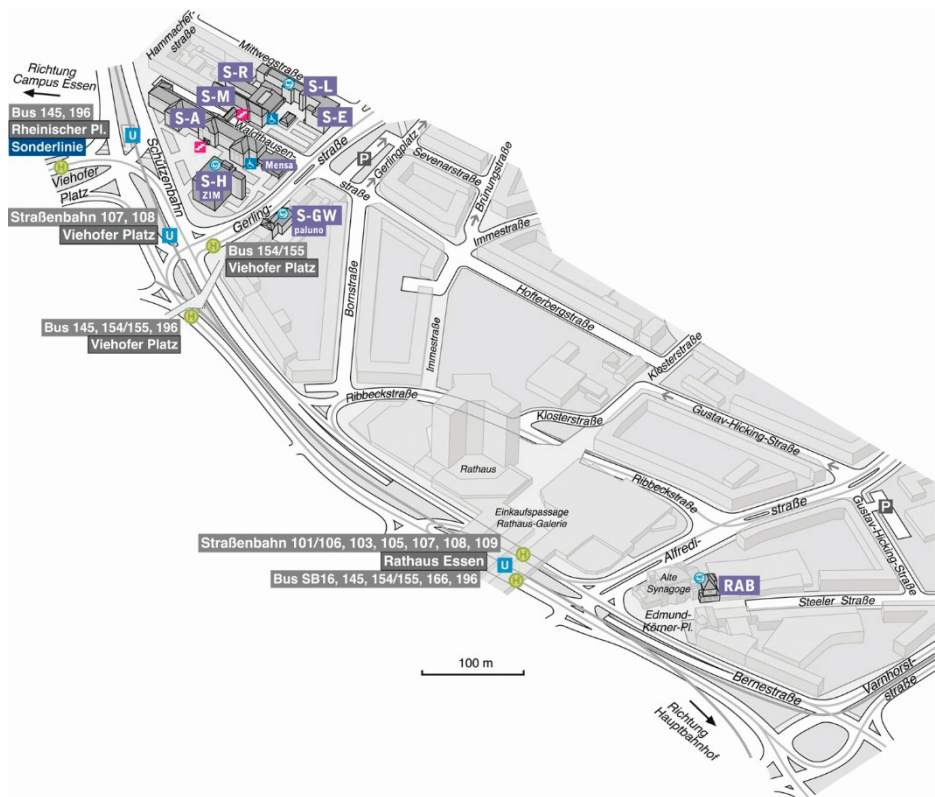 Hammacher-
straße
Mittwegstraße
Richtung
Campus Essen
S-R
S-L
S-M
S-E
S-A
Bus 145, 196
Rheinischer Pl.
Sonderlinie
U
Waldthausen-
straße
P
Gerlingplatz
Sevenarstraße
Brunungstraße
Mensa
S-H
ZIM
H
Viehofer
Platz
Schützenbahn
Gerling-
straße
S-GW
paluno
Straßenbahn 107, 108
Viehofer Platz
U
H
Bus 154/155
Viehofer Platz
Immestraße
Hofterbergstraße
Bornstraße
Immestraße
H
Bus 145, 154/155, 196
Viehofer Platz
Klosterstraße
Ribbeckstraße
Klosterstraße
Gustav-Hicking-Straße
Rathaus
Ribbeckstraße
Einkaufspassage
Rathaus-Galerie
Alfredi-
straße
P
Gustav-Hicking-Straße
Straßenbahn 101/106, 103, 105, 107, 108, 109
Rathaus Essen
Bus SB16, 145, 154/155, 166, 196
H
U
H
Alte
Synagoge
RAB
Steeler Straße
Edmund-
Körner-Pl.
100 m
Bernestraße
Varnhorst-
straße
Richtung
Hauptbahnhof